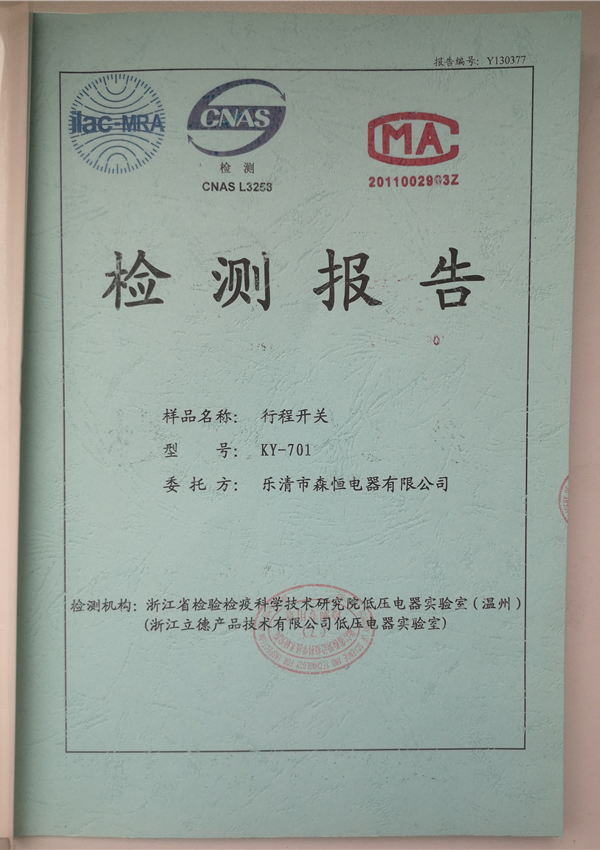 报告编号: Y130377
ilac-MRA
CNAS
检 测
CNAS L3253
MA
2011002903Z
检测报告
样品名称: 行程开关
型 号: KY-701
委 托 方: 乐清市森恒电器有限公司
检测机构: 浙江省检验检疫科学技术研究院低压电器实验室(温州)
(浙江立德产品技术有限公司低压电器实验室)